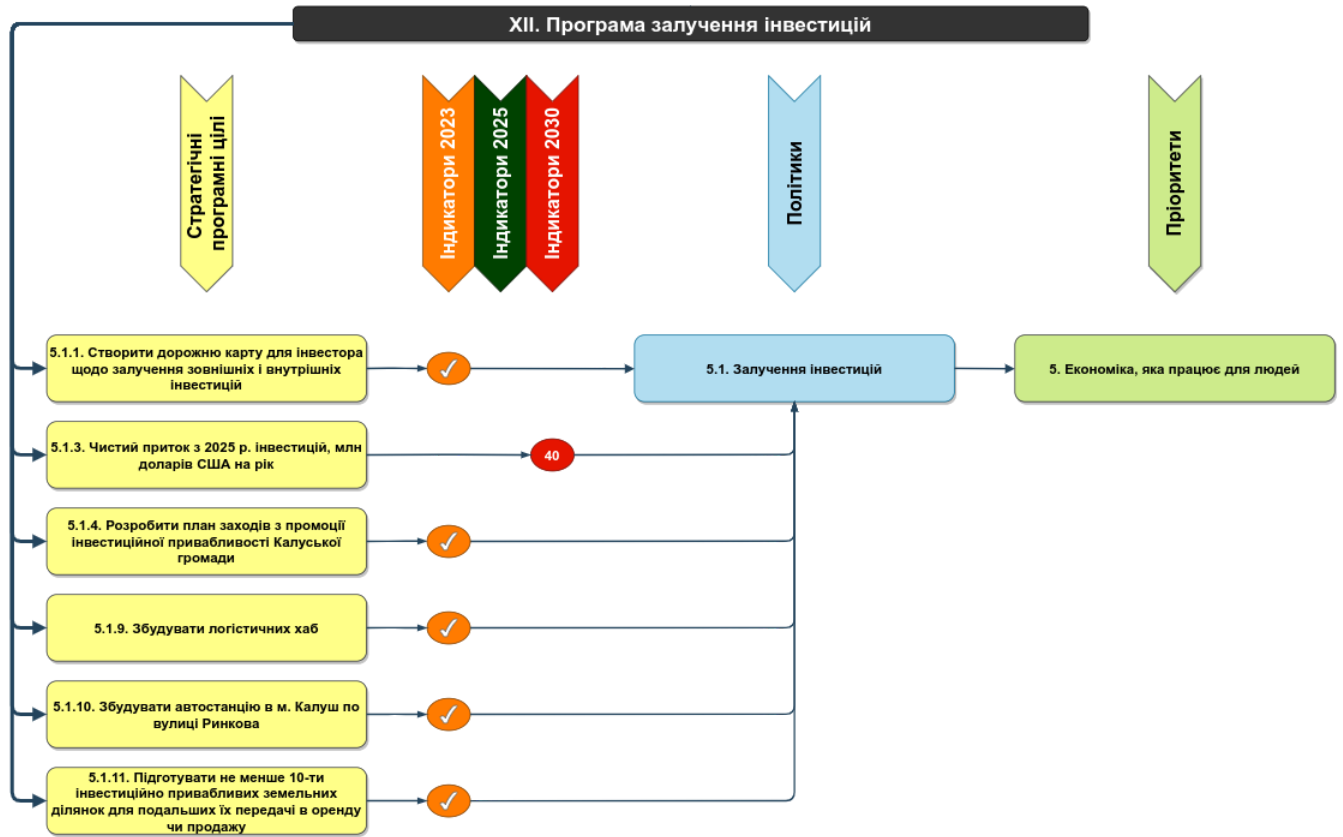 XII. Програма залучення інвестицій
Стратегічні
програмні цілі
Індикатори 2023
Індикатори 2025
Індикатори 2030
Політики
Пріоритети
5.1.1. Створити дорожню карту для інвестора
щодо залучення зовнішніх і внутрішніх
інвестицій
5.1. Залучення інвестицій
5. Економіка, яка працює для людей
5.1.3. Чистий приток з 2025 р. інвестицій, млн
доларів США на рік
40
5.1.4. Розробити план заходів з промоції
інвестиційної привабливості Калуської
громади
5.1.9. Збудувати логістичних хаб
5.1.10. Збудувати автостанцію в м. Калуш по
вулиці Ринкова
5.1.11. Підготувати не менше 10-ти
інвестиційно привабливих земельних
ділянок для подальших їх передачі в оренду
чи продажу